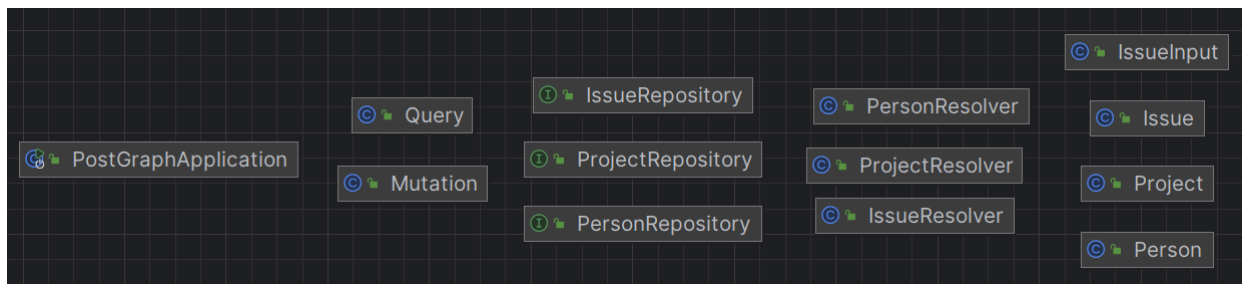 PostGraphApplication
Query
Mutation
IssueRepository
ProjectRepository
PersonRepository
PersonResolver
ProjectResolver
IssueResolver
IssueInput
Issue
Project
Person